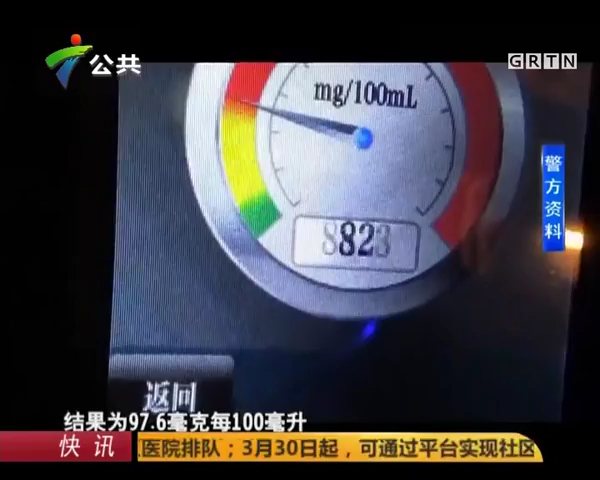 公共
GRTN
mg/100mL
警方资料
8823
返回
结果为97.6毫克每100毫升
快讯
医院排队；3月30日起，可通过平台实现社区